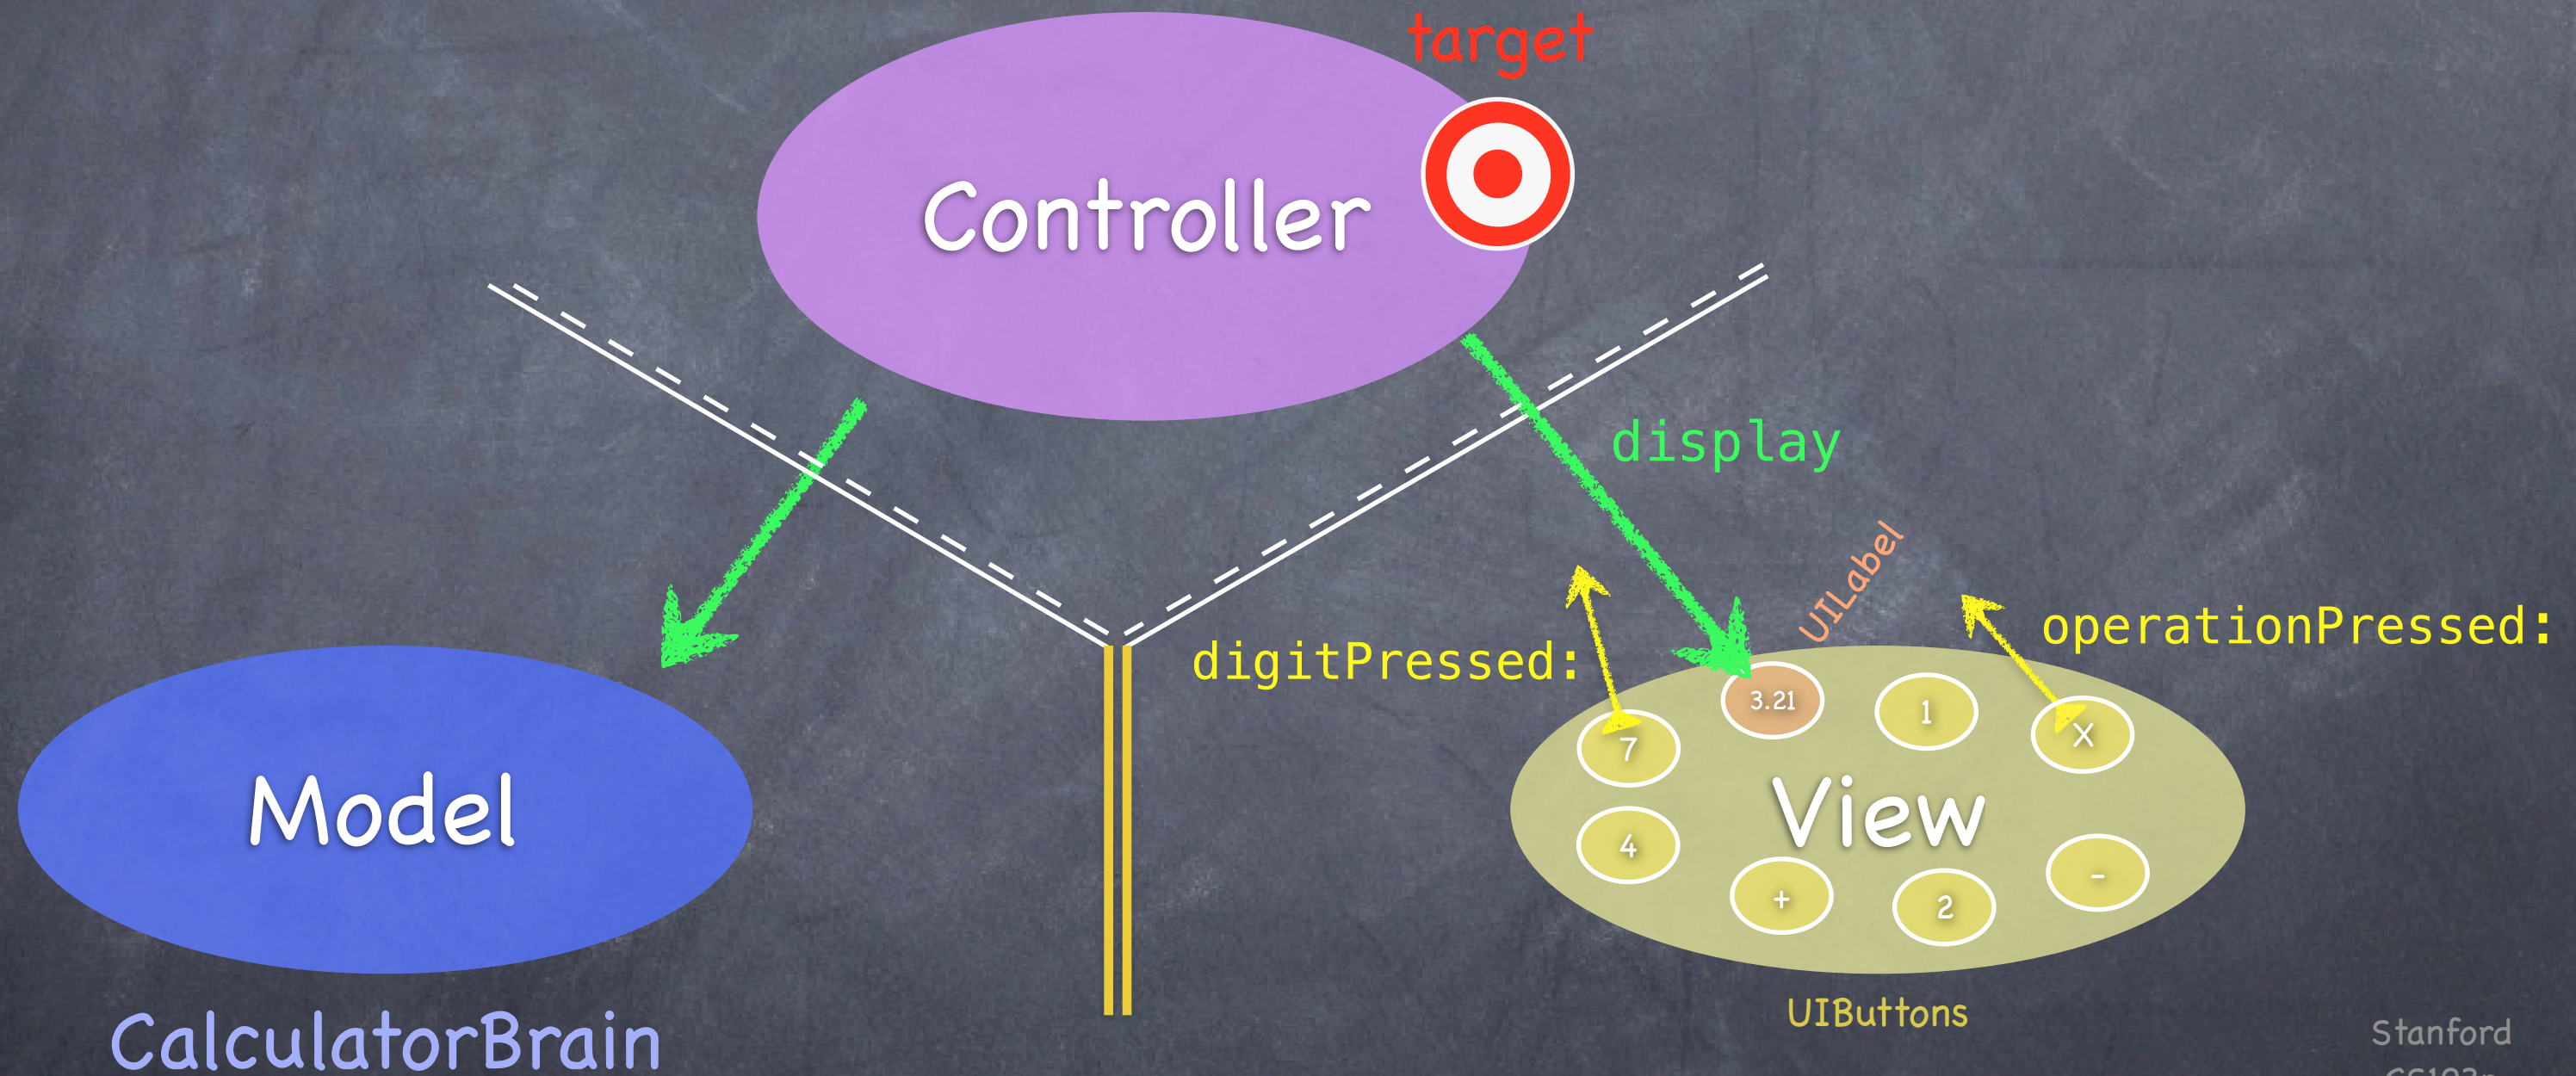 target
Controller
display
UILabel
digitPressed:
operationPressed:
3.21
1
X
7
Model
View
4
+
2
-
CalculatorBrain
UIButtons
Stanford